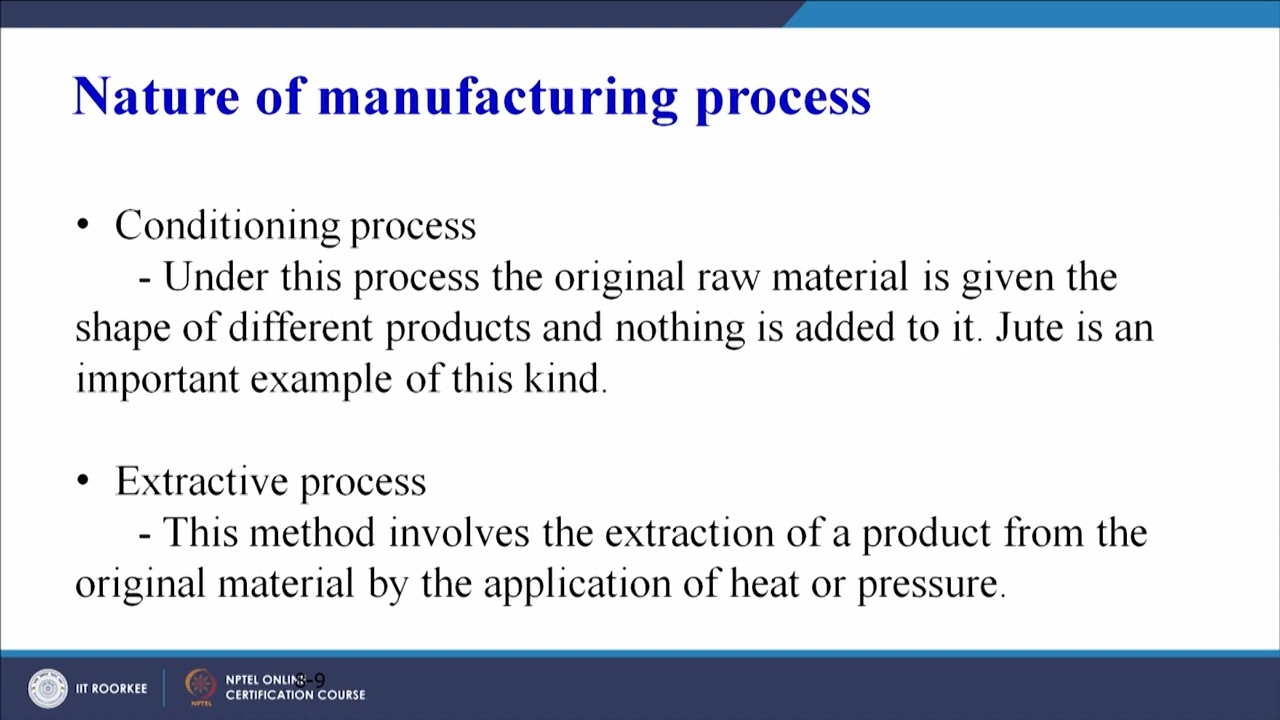 Nature of manufacturing process
• Conditioning process
- Under this process the original raw material is given the
shape of different products and nothing is added to it. Jute is an
important example of this kind.
• Extractive process
- This method involves the extraction of a product from the
original material by the application of heat or pressure.
IIT ROORKEE
NPTEL
NPTEL ONLINE
CERTIFICATION COURSE
8-9